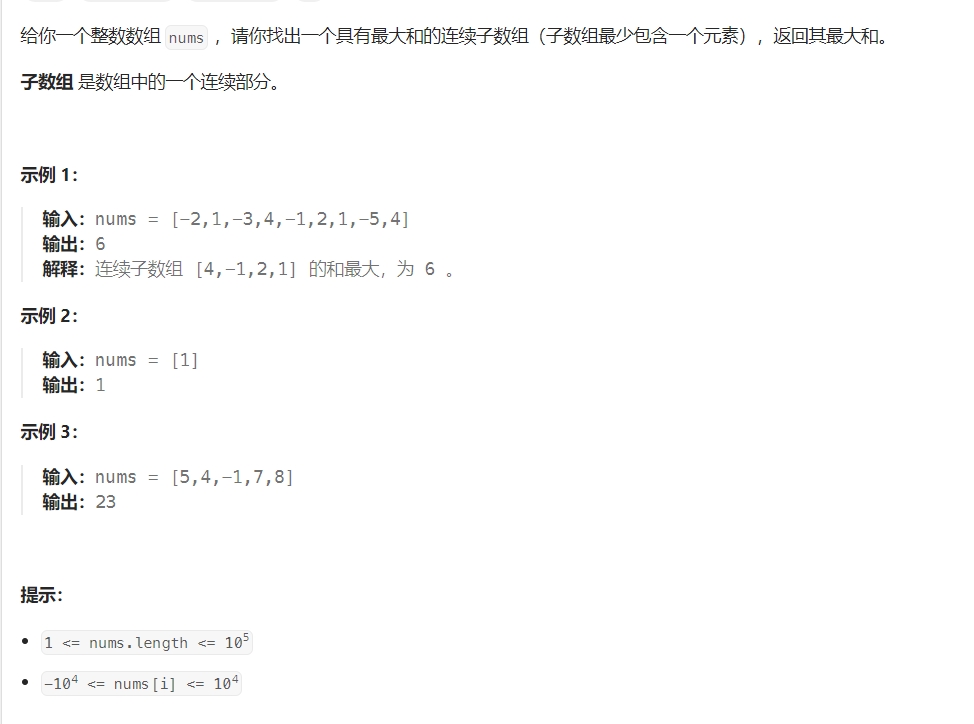 给你一个整数数组 nums ，请你找出一个具有最大和的连续子数组（子数组最少包含一个元素），返回其最大和。
子数组 是数组中的一个连续部分。
示例 1：
输入：nums = [-2,1,-3,4,-1,2,1,-5,4]
输出：6
解释：连续子数组 [4,-1,2,1] 的和最大，为 6 。
示例 2：
输入：nums = [1]
输出：1
示例 3：
输入：nums = [5,4,-1,7,8]
输出：23
提示：
1 <= nums.length <= 10⁵
-10⁴ <= nums[i] <= 10⁴